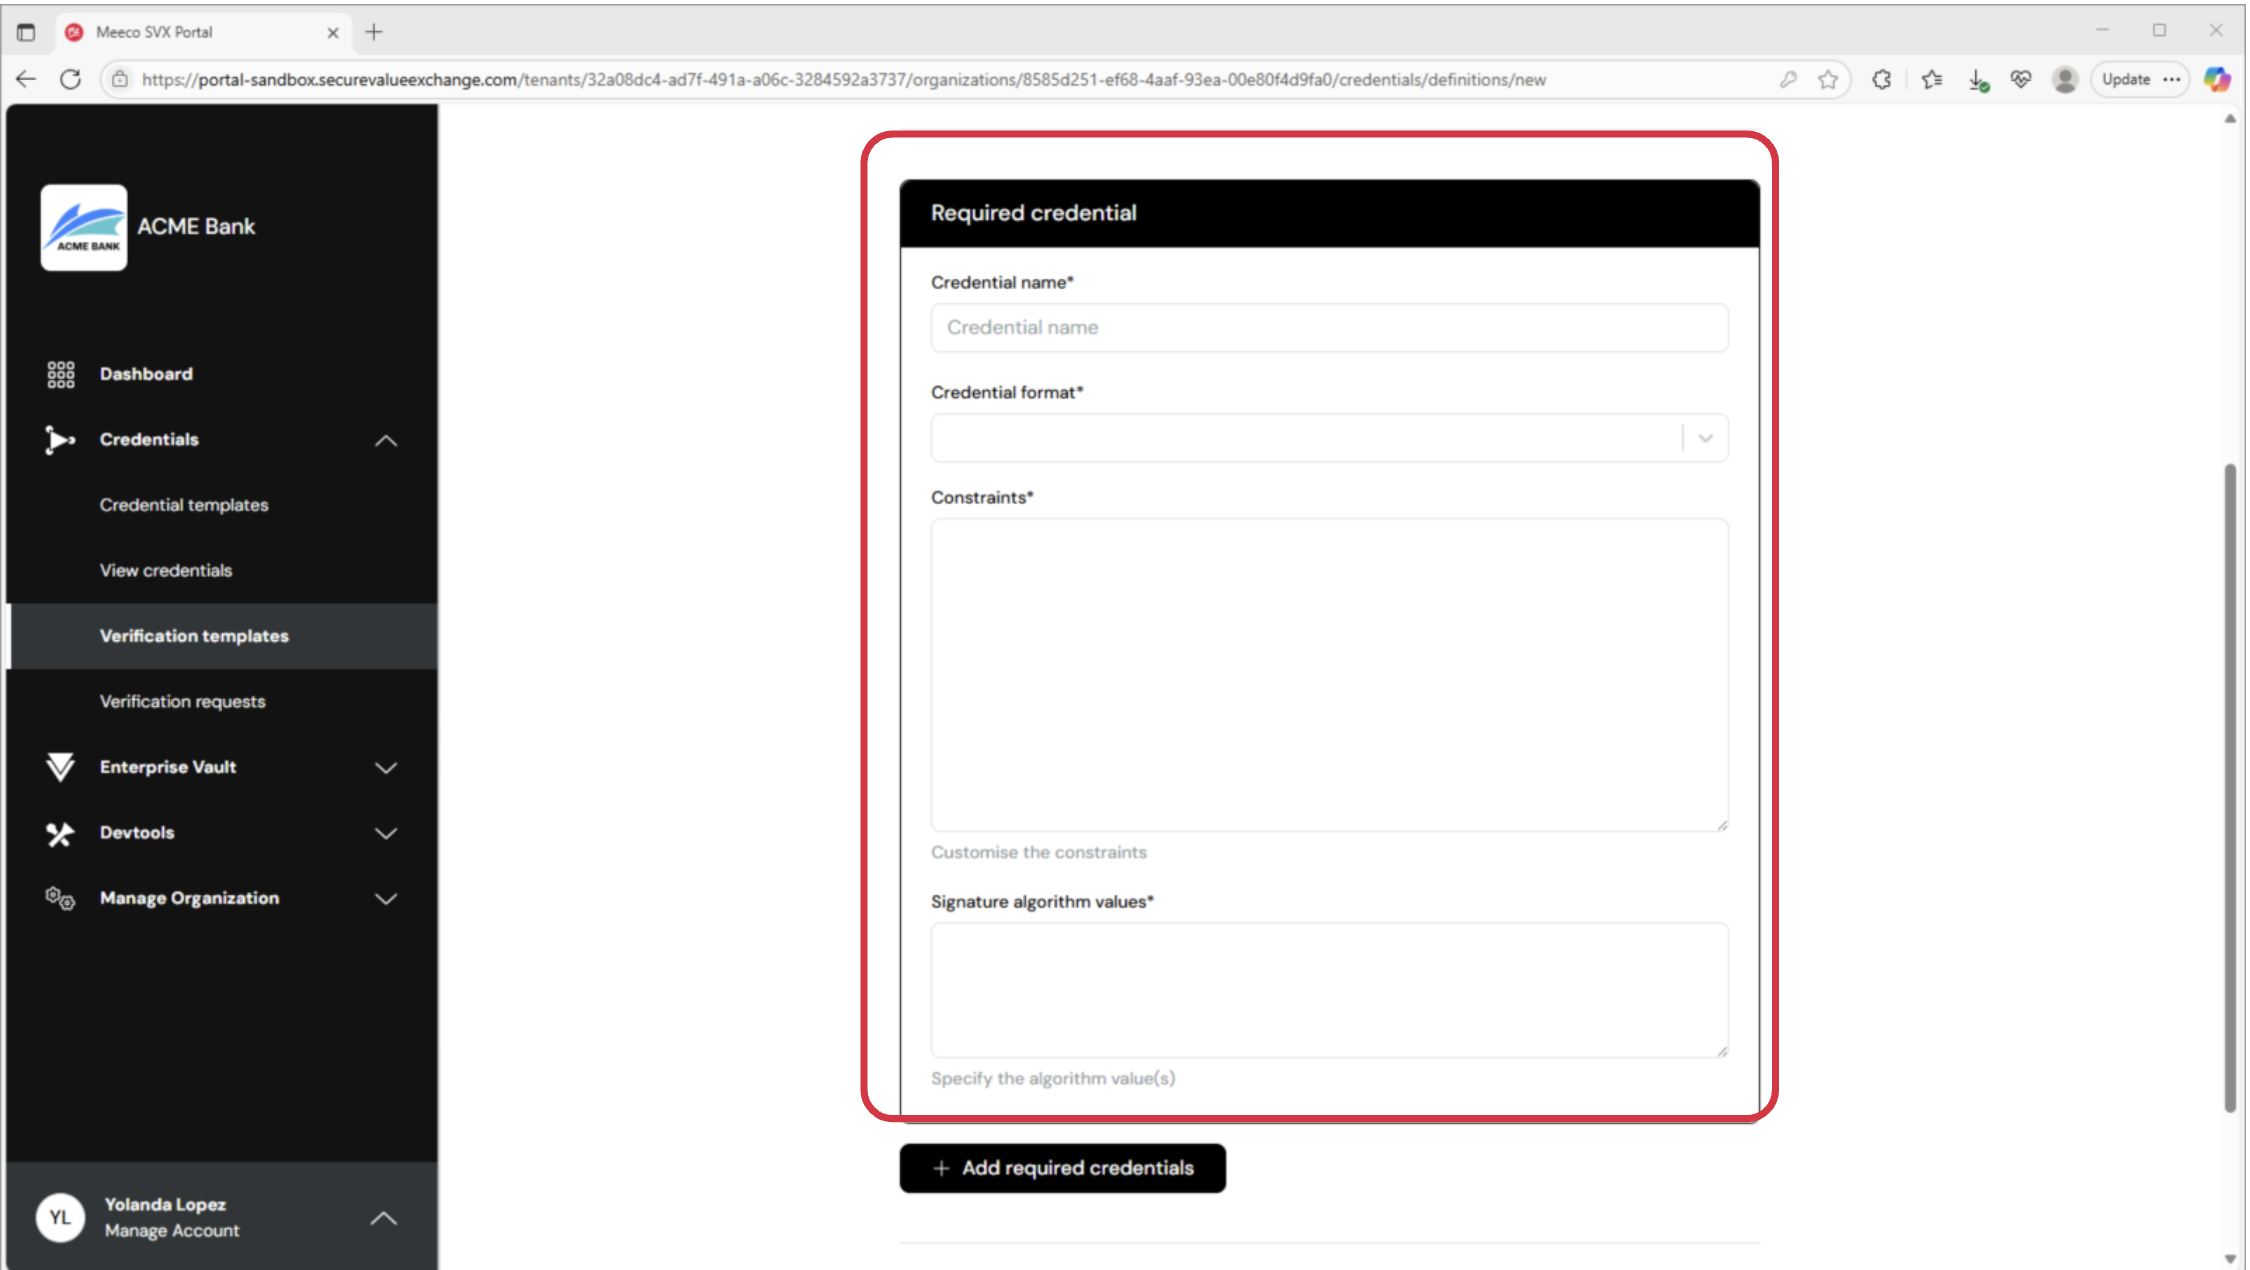 Meeco SVX Portal
https://portal-sandbox.securevalueexchange.com/tenants/32a08dc4-ad7f-491a-a06c-3284592a3737/organizations/8585d251-ef68-4aaf-93ea-00e80f4d9fa0/credentials/definitions/new
Update
ACME BANK
ACME Bank
Dashboard
Credentials
Credential templates
View credentials
Verification templates
Verification requests
Enterprise Vault
Devtools
Manage Organization
YL
Yolanda Lopez
Manage Account
Required credential
Credential name*
Credential name
Credential format*
Constraints*
Customise the constraints
Signature algorithm values*
Specify the algorithm value(s)
+ Add required credentials